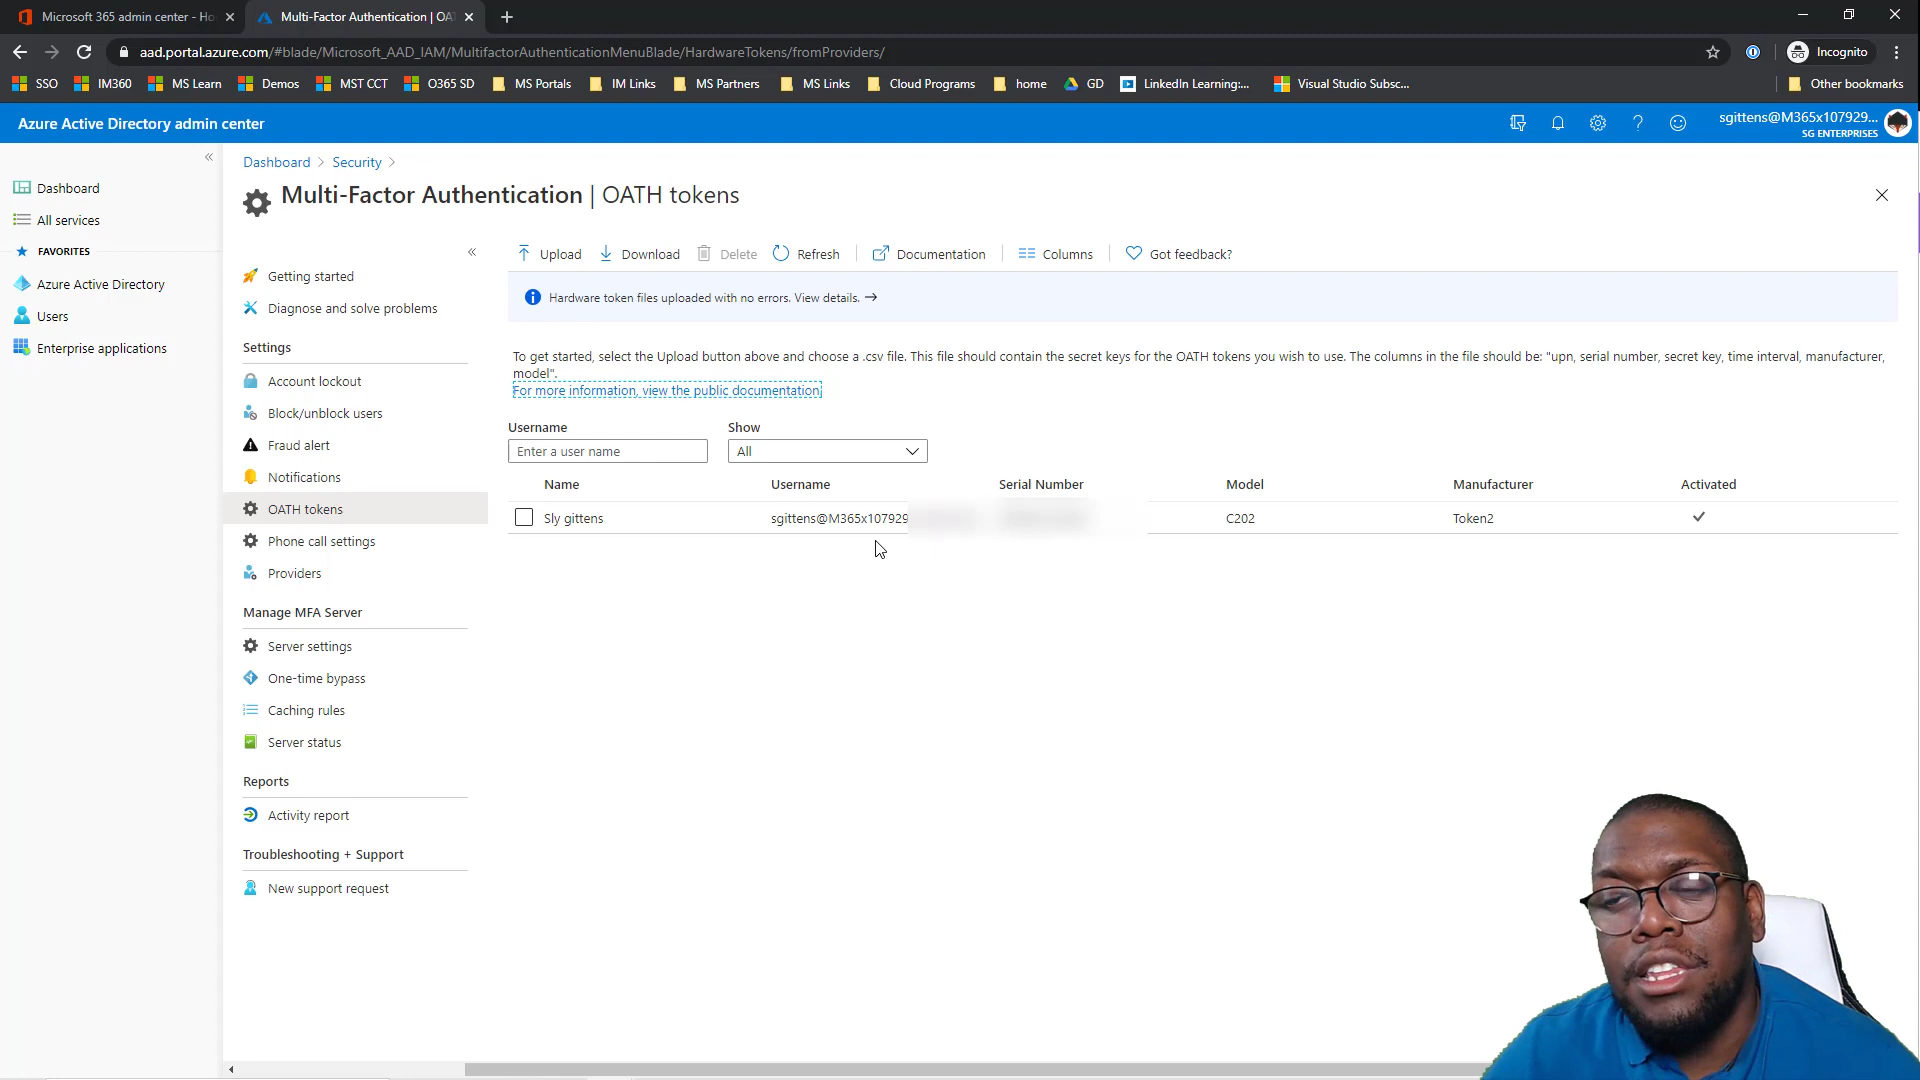 Microsoft 365 admin center - Ho
Multi-Factor Authentication | OA
aad.portal.azure.com/#blade/Microsoft_AAD_IAM/MultifactorAuthenticationMenuBlade/HardwareTokens/fromProviders/
Incognito
SSO
IM360
MS Learn
Demos
MST CCT
O365 SD
MS Portals
IM Links
MS Partners
MS Links
Cloud Programs
home
GD
LinkedIn Learning:...
Visual Studio Subsc...
Other bookmarks
Azure Active Directory admin center
sgittens@M365x107929...
SG ENTERPRISES
Dashboard
All services
FAVORITES
Azure Active Directory
Users
Enterprise applications
Dashboard > Security >
Multi-Factor Authentication | OATH tokens
Getting started
Diagnose and solve problems
Settings
Account lockout
Block/unblock users
Fraud alert
Notifications
OATH tokens
Phone call settings
Providers
Manage MFA Server
Server settings
One-time bypass
Caching rules
Server status
Reports
Activity report
Troubleshooting + Support
New support request
Upload
Download
Delete
Refresh
Documentation
Columns
Got feedback?
Hardware token files uploaded with no errors. View details. →
To get started, select the Upload button above and choose a .csv file. This file should contain the secret keys for the OATH tokens you wish to use. The columns in the file should be: "upn, serial number, secret key, time interval, manufacturer,
model".
For more information, view the public documentation.
Username
Enter a user name
Show
All
Name Username Serial Number Model Manufacturer Activated
Sly gittens sgittens@M365x107929 C202 Token2